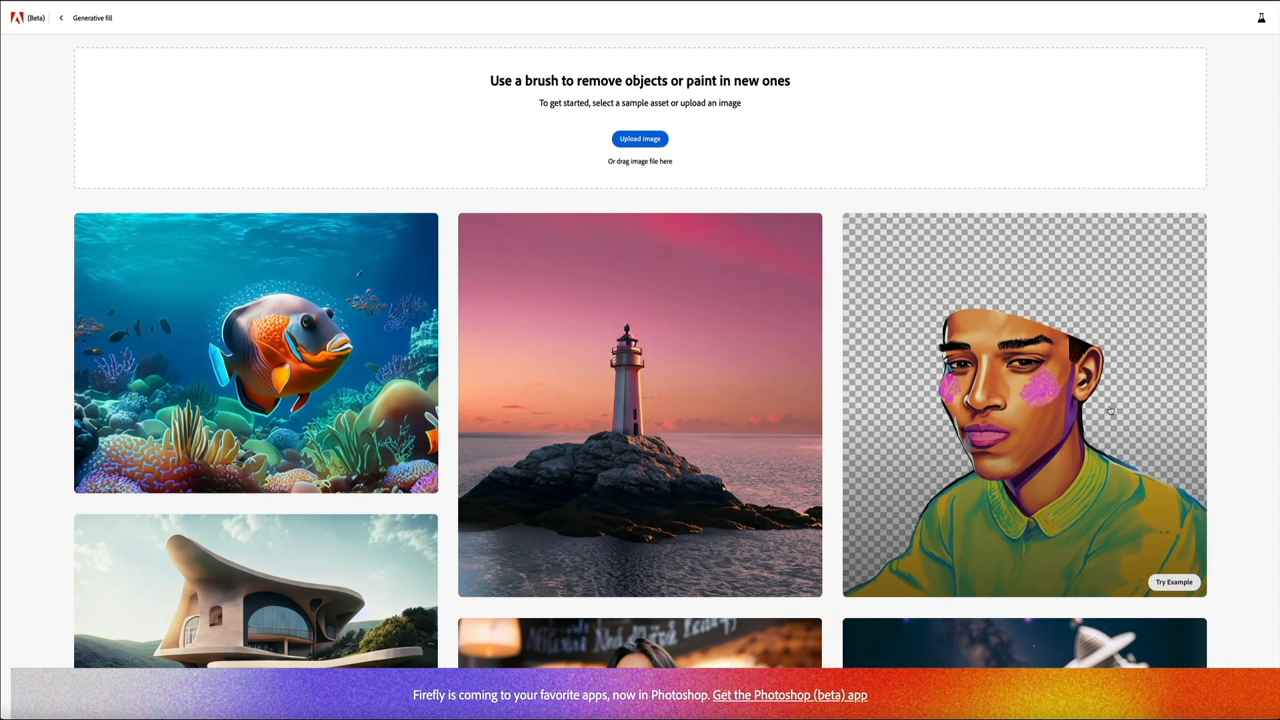 (Beta) Generative fill
Use a brush to remove objects or paint in new ones
To get started, select a sample asset or upload an image
Upload image
Or drag image file here
Try Example
Firefly is coming to your favorite apps, now in Photoshop. Get the Photoshop (beta) app